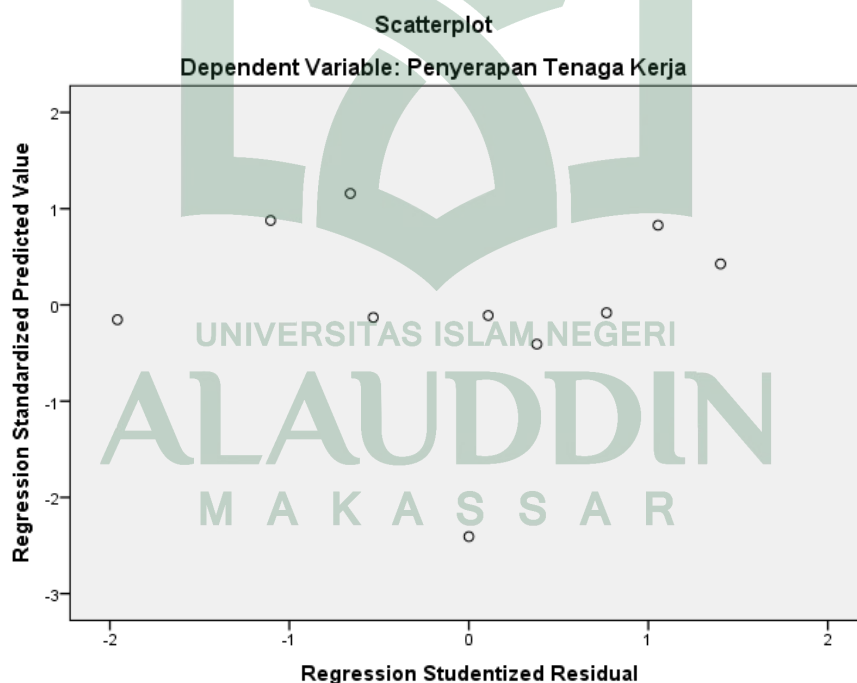 Scatterplot
Dependent Variable: Penyerapan Tenaga Kerja
Regression Standardized Predicted Value
2
1
0
-1
-2
-3
UNIVERSITAS ISLAM NEGERI
ALAUDDIN
MAKASSAR
-2
-1
0
1
2
Regression Studentized Residual